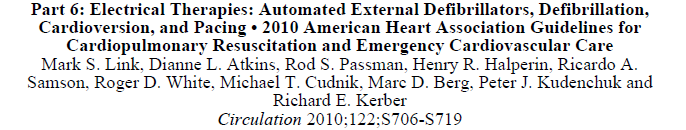 Part 6: Electrical Therapies: Automated External Defibrillators, Defibrillation,
Cardioversion, and Pacing • 2010 American Heart Association Guidelines for
Cardiopulmonary Resuscitation and Emergency Cardiovascular Care
Mark S. Link, Dianne L. Atkins, Rod S. Passman, Henry R. Halperin, Ricardo A.
Samson, Roger D. White, Michael T. Cudnik, Marc D. Berg, Peter J. Kudenchuk and
Richard E. Kerber
Circulation 2010;122;S706-S719